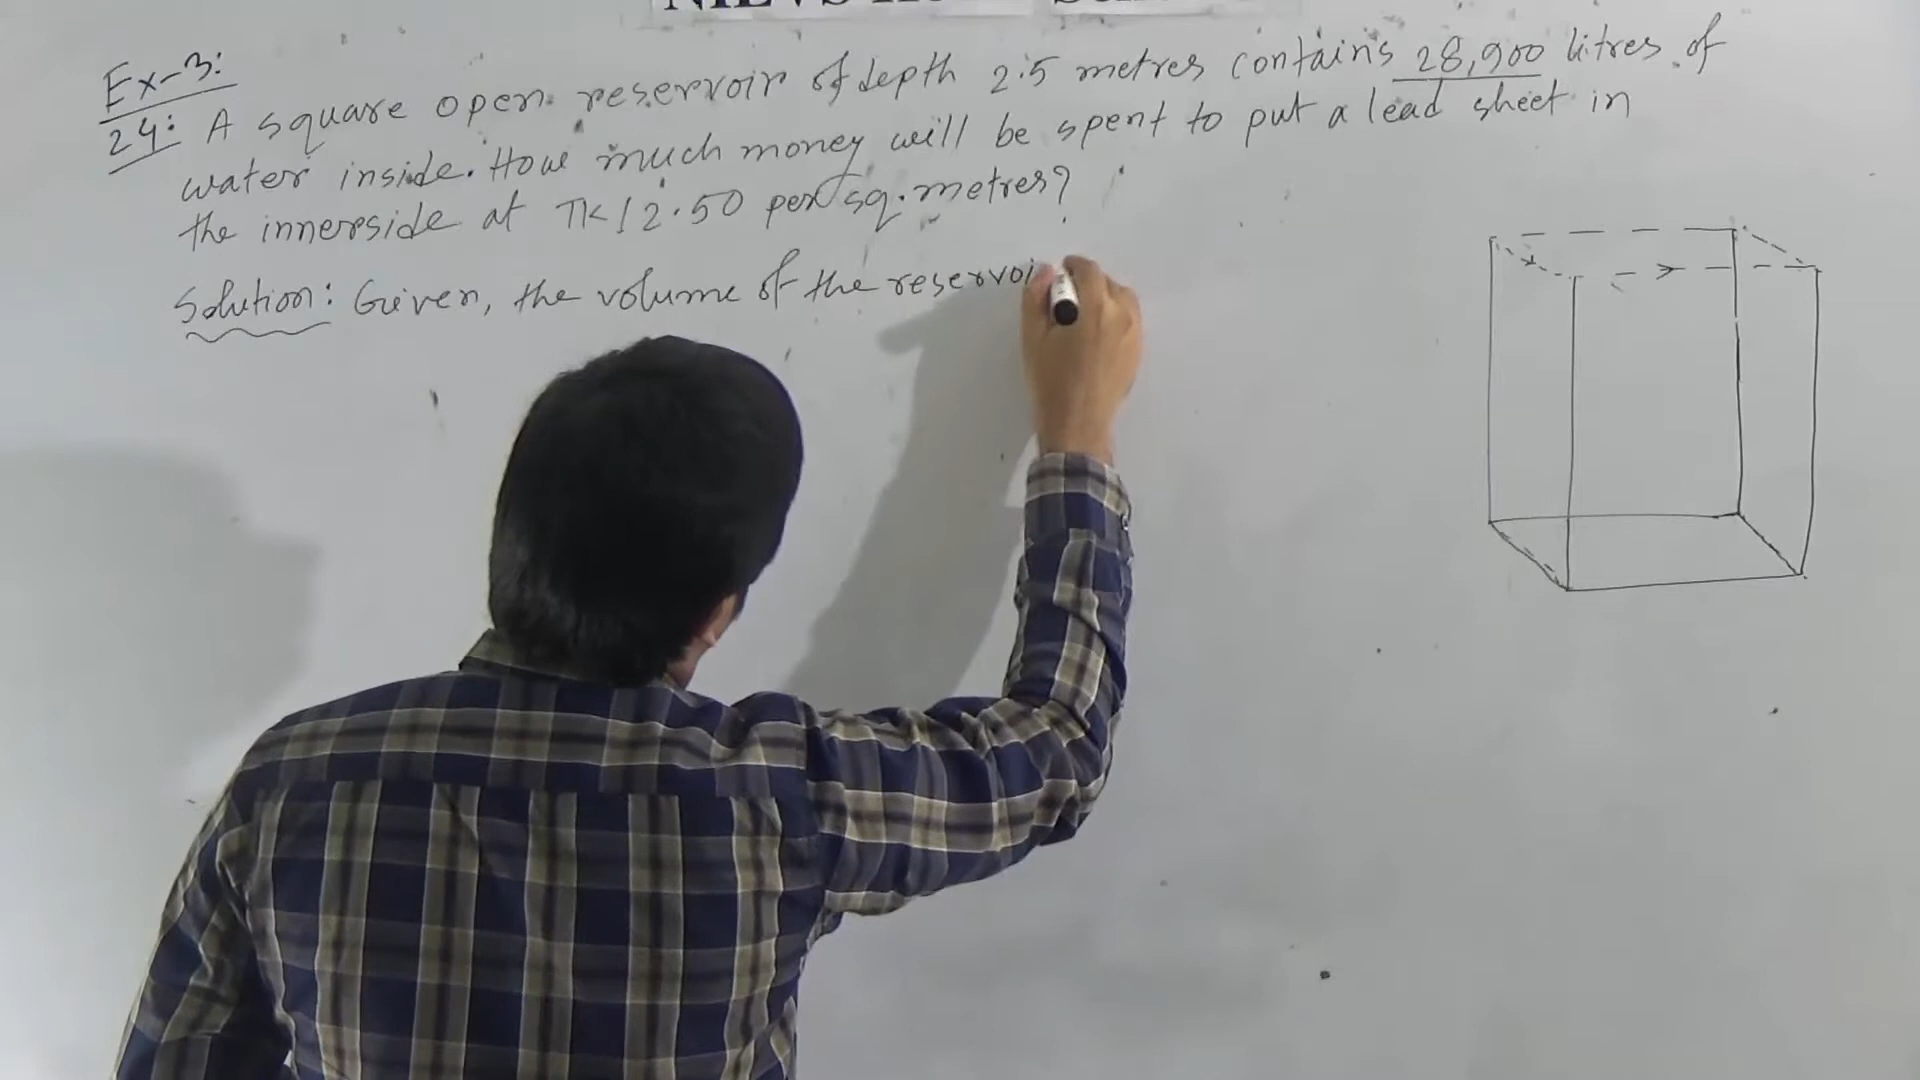 Ex-3:
24: A square open reservoir of depth 2.5 metres contains 28,900 litres of
water inside. How much money will be spent to put a lead sheet in
the innerside at TK 12.50 per sq. metres?
Solution: Given, the volume of the reservoi